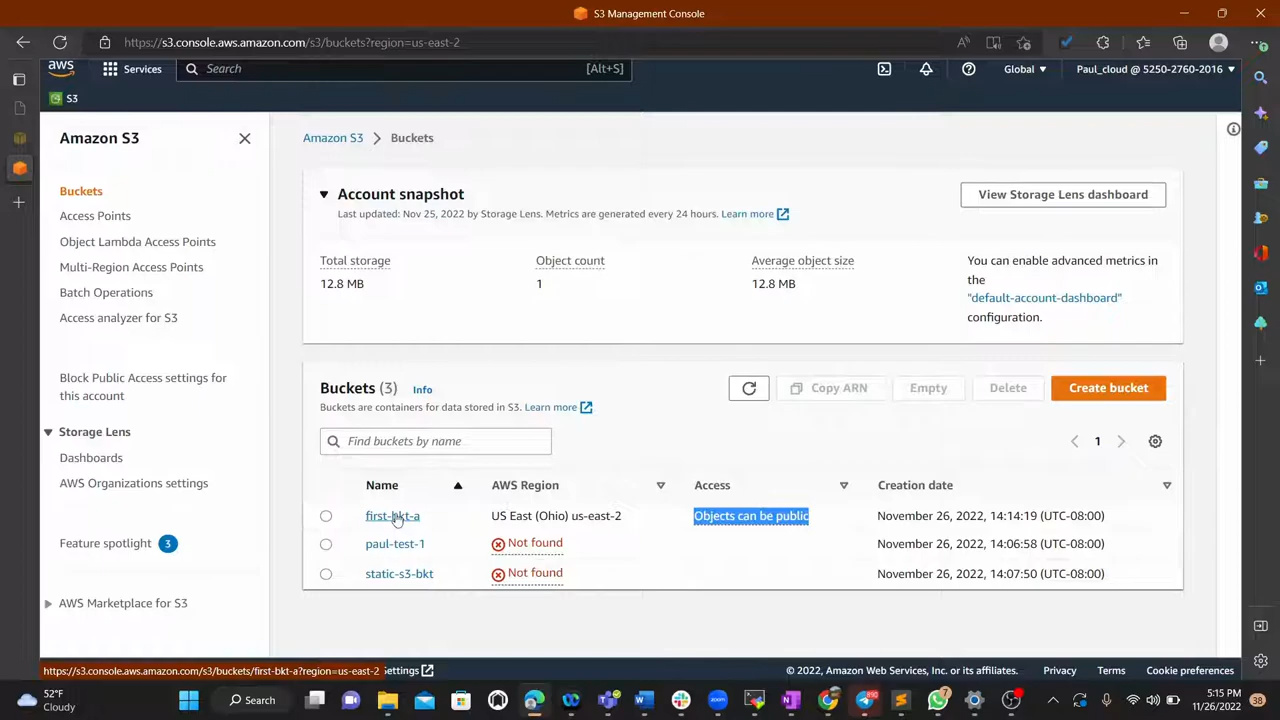 S3 Management Console
https://s3.console.aws.amazon.com/s3/buckets?region=us-east-2
aws
Services
Search
[Alt+S]
Global
Paul_cloud @ 5250-2760-2016
S3
Amazon S3
Buckets
Access Points
Object Lambda Access Points
Multi-Region Access Points
Batch Operations
Access analyzer for S3
Block Public Access settings for
this account
Storage Lens
Dashboards
AWS Organizations settings
Feature spotlight 3
AWS Marketplace for S3
Amazon S3 > Buckets
Account snapshot
Last updated: Nov 25, 2022 by Storage Lens. Metrics are generated every 24 hours. Learn more
View Storage Lens dashboard
Total storage
12.8 MB
Object count
1
Average object size
12.8 MB
You can enable advanced metrics in
the
"default-account-dashboard"
configuration.
Buckets (3) Info
Buckets are containers for data stored in S3. Learn more
Copy ARN
Empty
Delete
Create bucket
Find buckets by name
1
Name AWS Region Access Creation date
first-bkt-a US East (Ohio) us-east-2 Objects can be public November 26, 2022, 14:14:19 (UTC-08:00)
paul-test-1 Not found November 26, 2022, 14:06:58 (UTC-08:00)
static-s3-bkt Not found November 26, 2022, 14:07:50 (UTC-08:00)
https://s3.console.aws.amazon.com/s3/buckets/first-bkt-a?region=us-east-2
ettings
© 2022, Amazon Web Services, Inc. or its affiliates. Privacy Terms Cookie preferences
52°F
Cloudy
Search
5:15 PM
11/26/2022
38